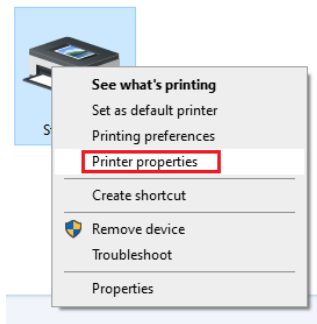 See what's printing
Set as default printer
Printing preferences
Printer properties
Create shortcut
Remove device
Troubleshoot
Properties